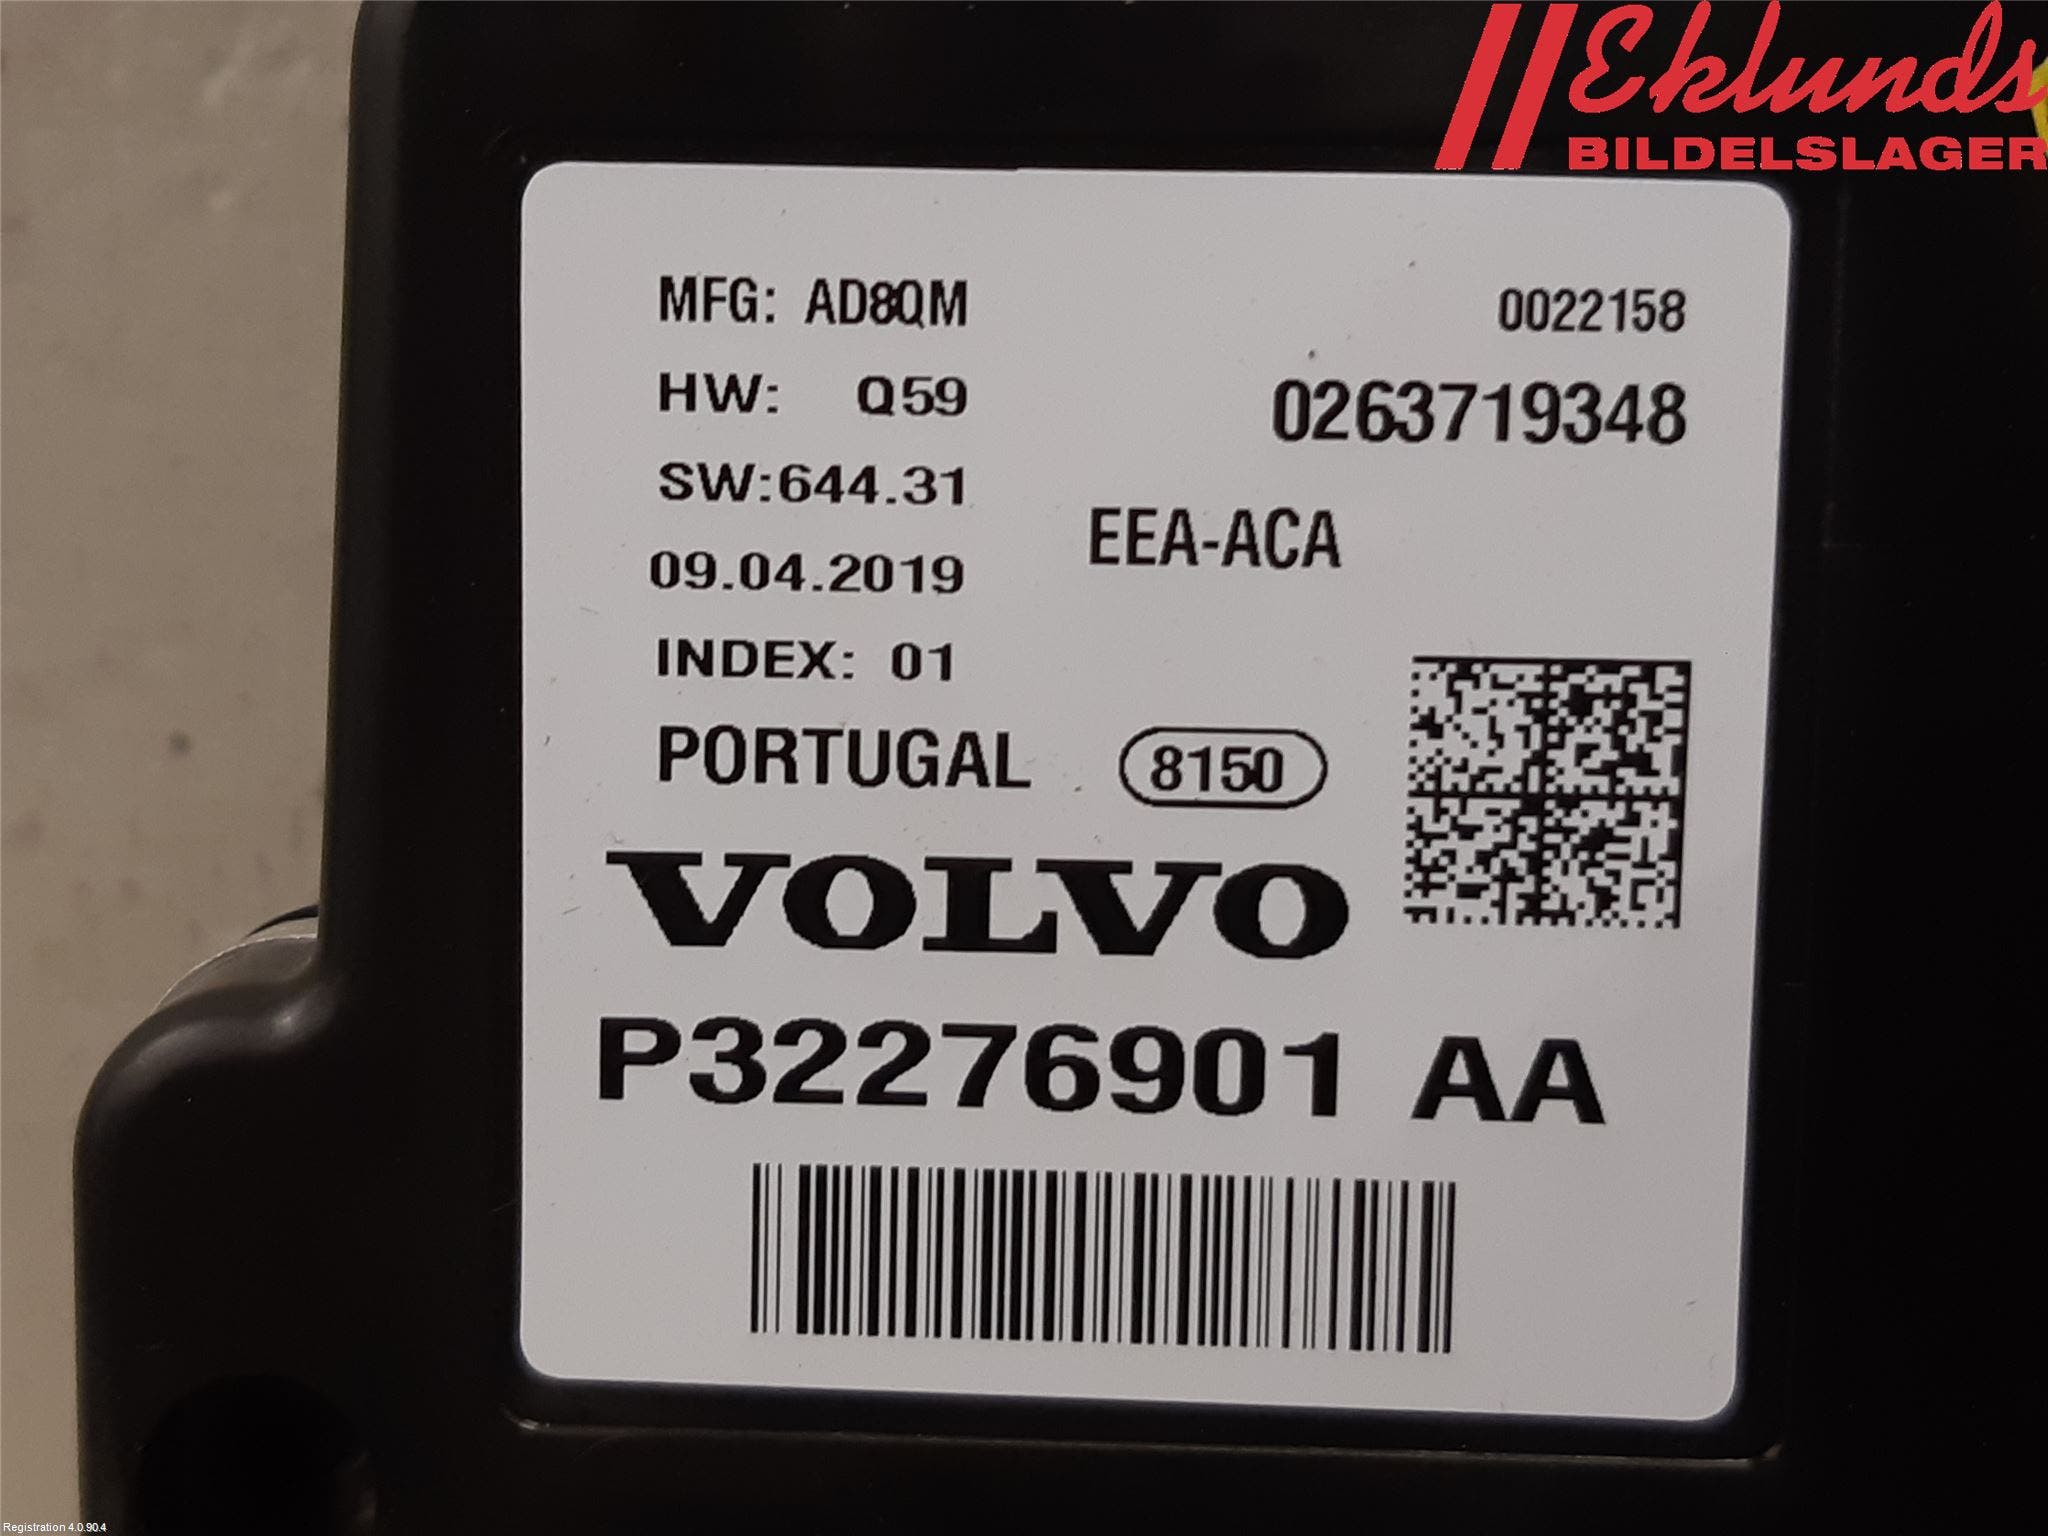 Eklunds
BILDELSLAGER
MFG: AD8QM
0022158
HW: Q59
0263719348
SW:644.31
EEA-ACA
09.04.2019
INDEX: 01
PORTUGAL
8150
VOLVO
P32276901 AA
Registration 4.0.90.4